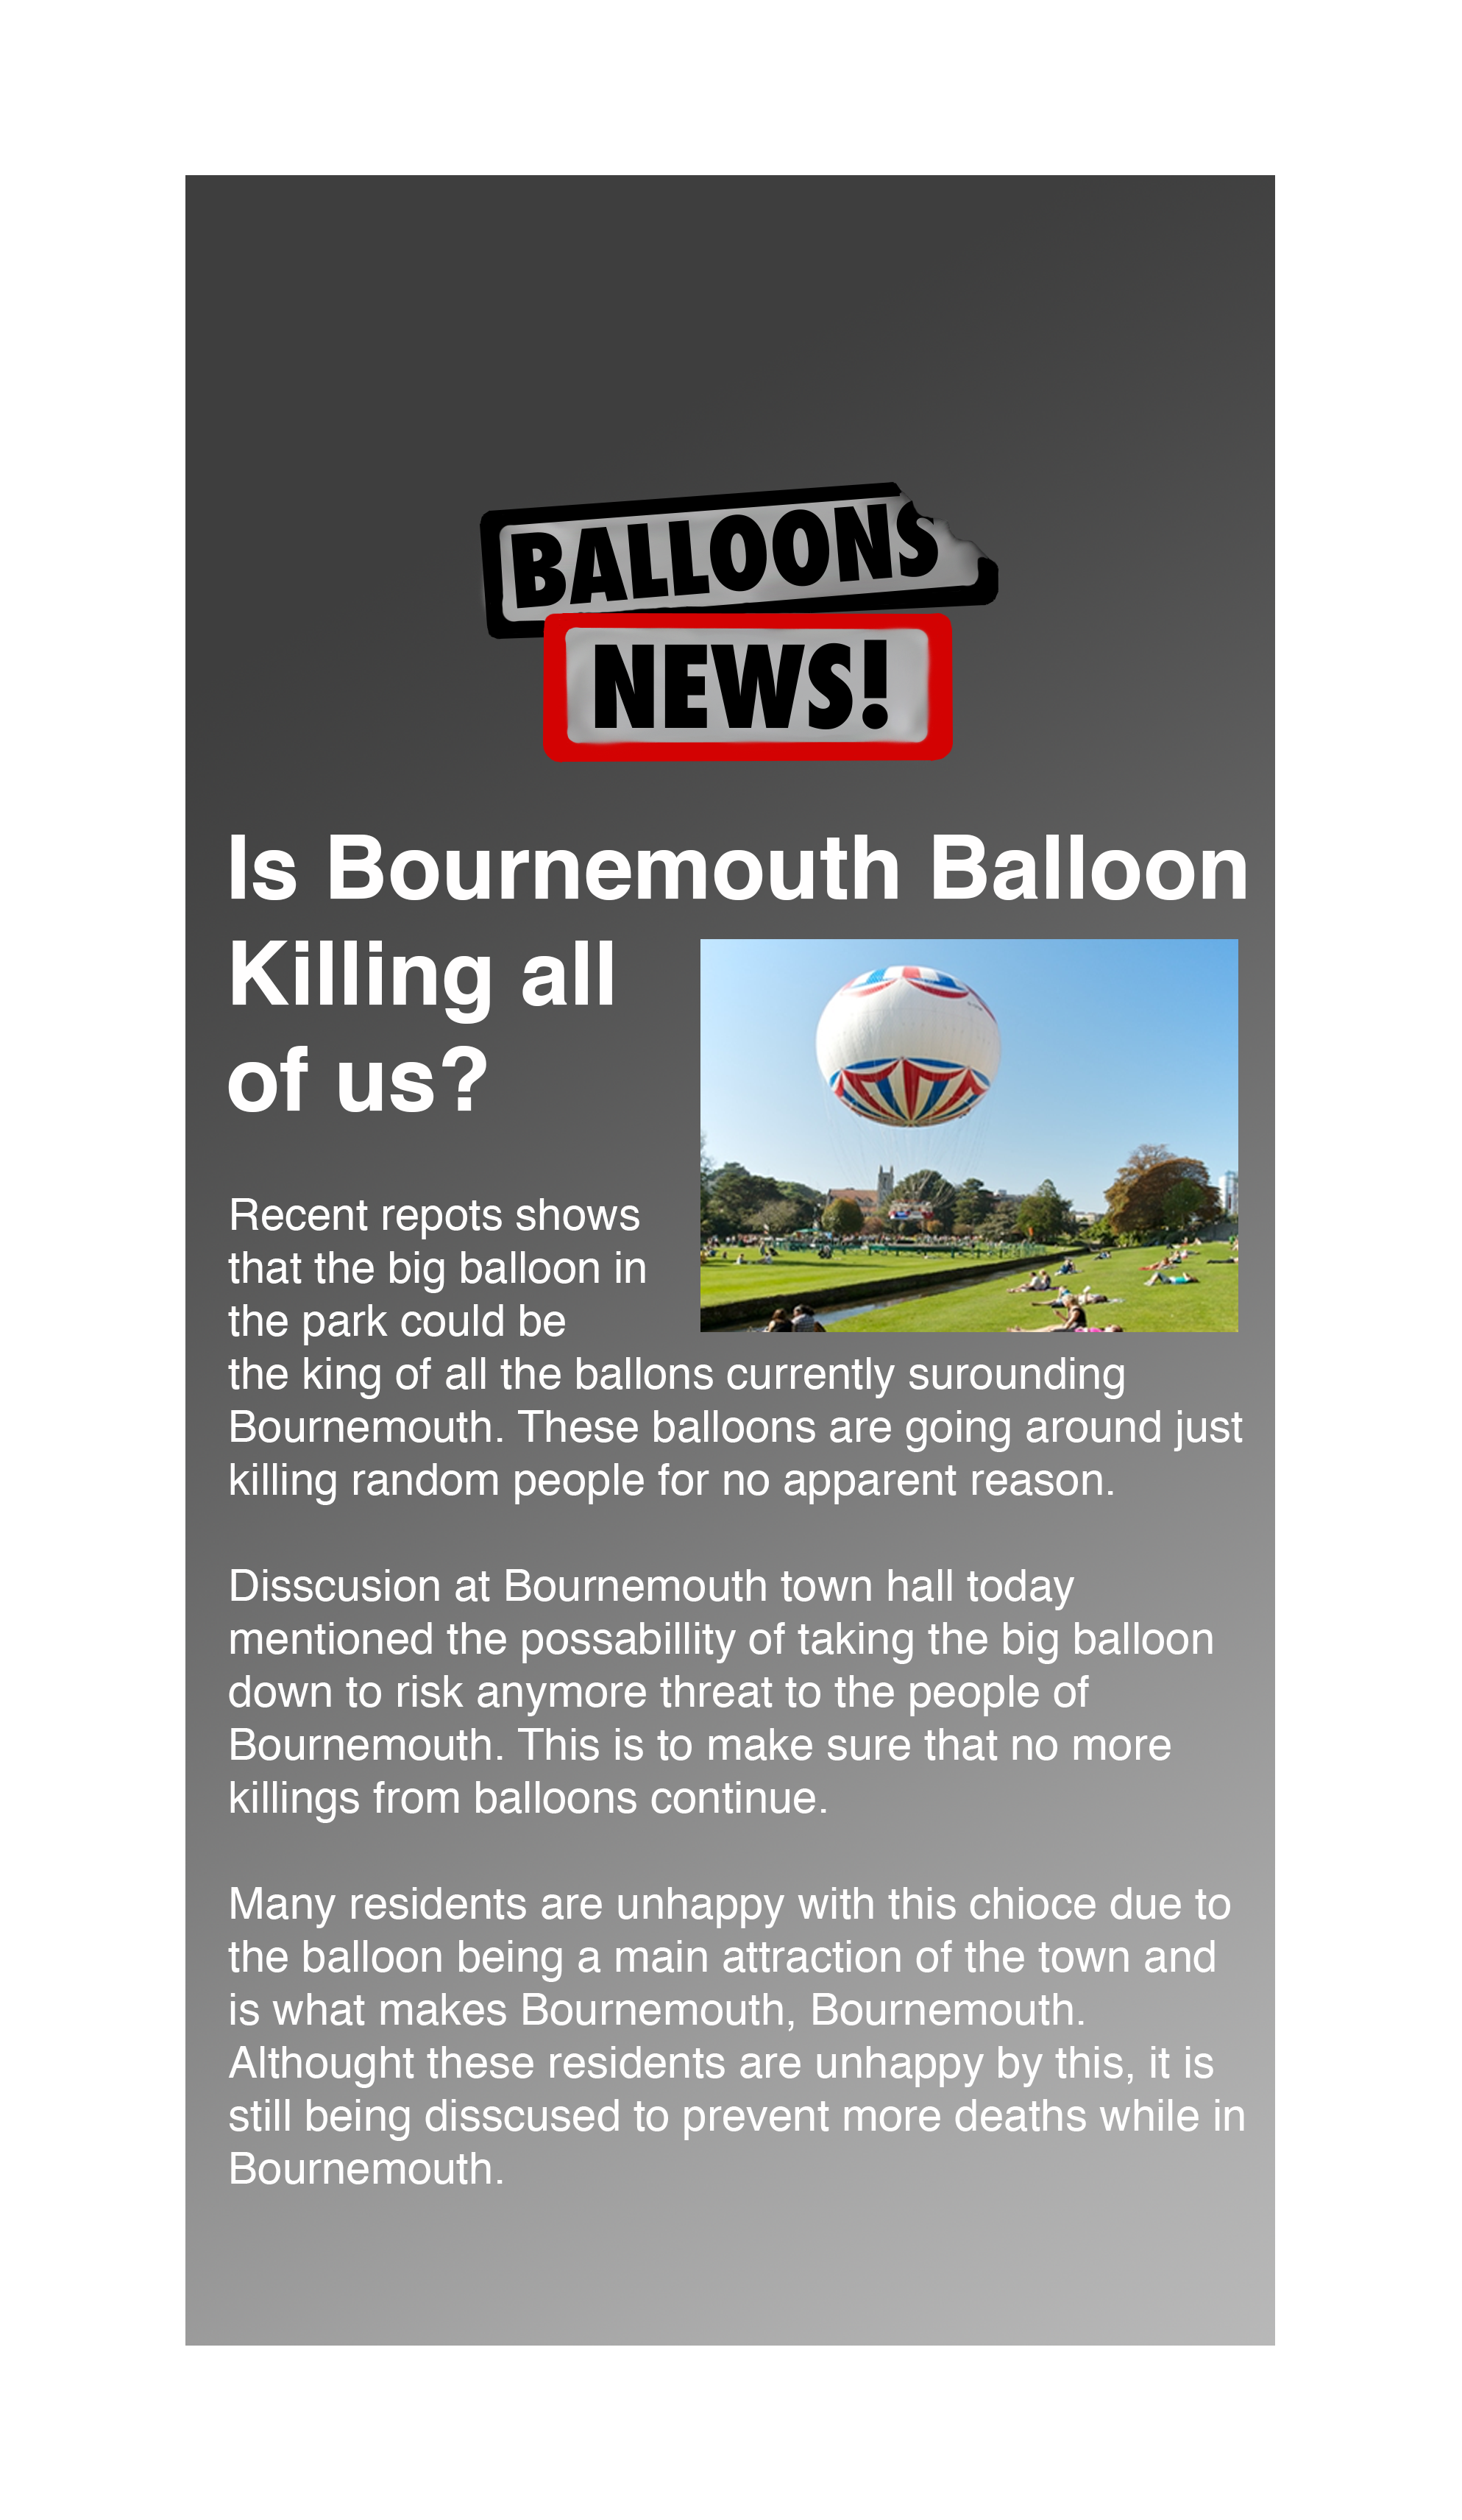 BALLOONS
NEWS!
Is Bournemouth Balloon
Killing all
of us?
Recent repots shows
that the big balloon in
the park could be
the king of all the ballons currently surounding
Bournemouth. These balloons are going around just
killing random people for no apparent reason.
Disscusion at Bournemouth town hall today
mentioned the possabillity of taking the big balloon
down to risk anymore threat to the people of
Bournemouth. This is to make sure that no more
killings from balloons continue.
Many residents are unhappy with this chioce due to
the balloon being a main attraction of the town and
is what makes Bournemouth, Bournemouth.
Althought these residents are unhappy by this, it is
still being disscused to prevent more deaths while in
Bournemouth.